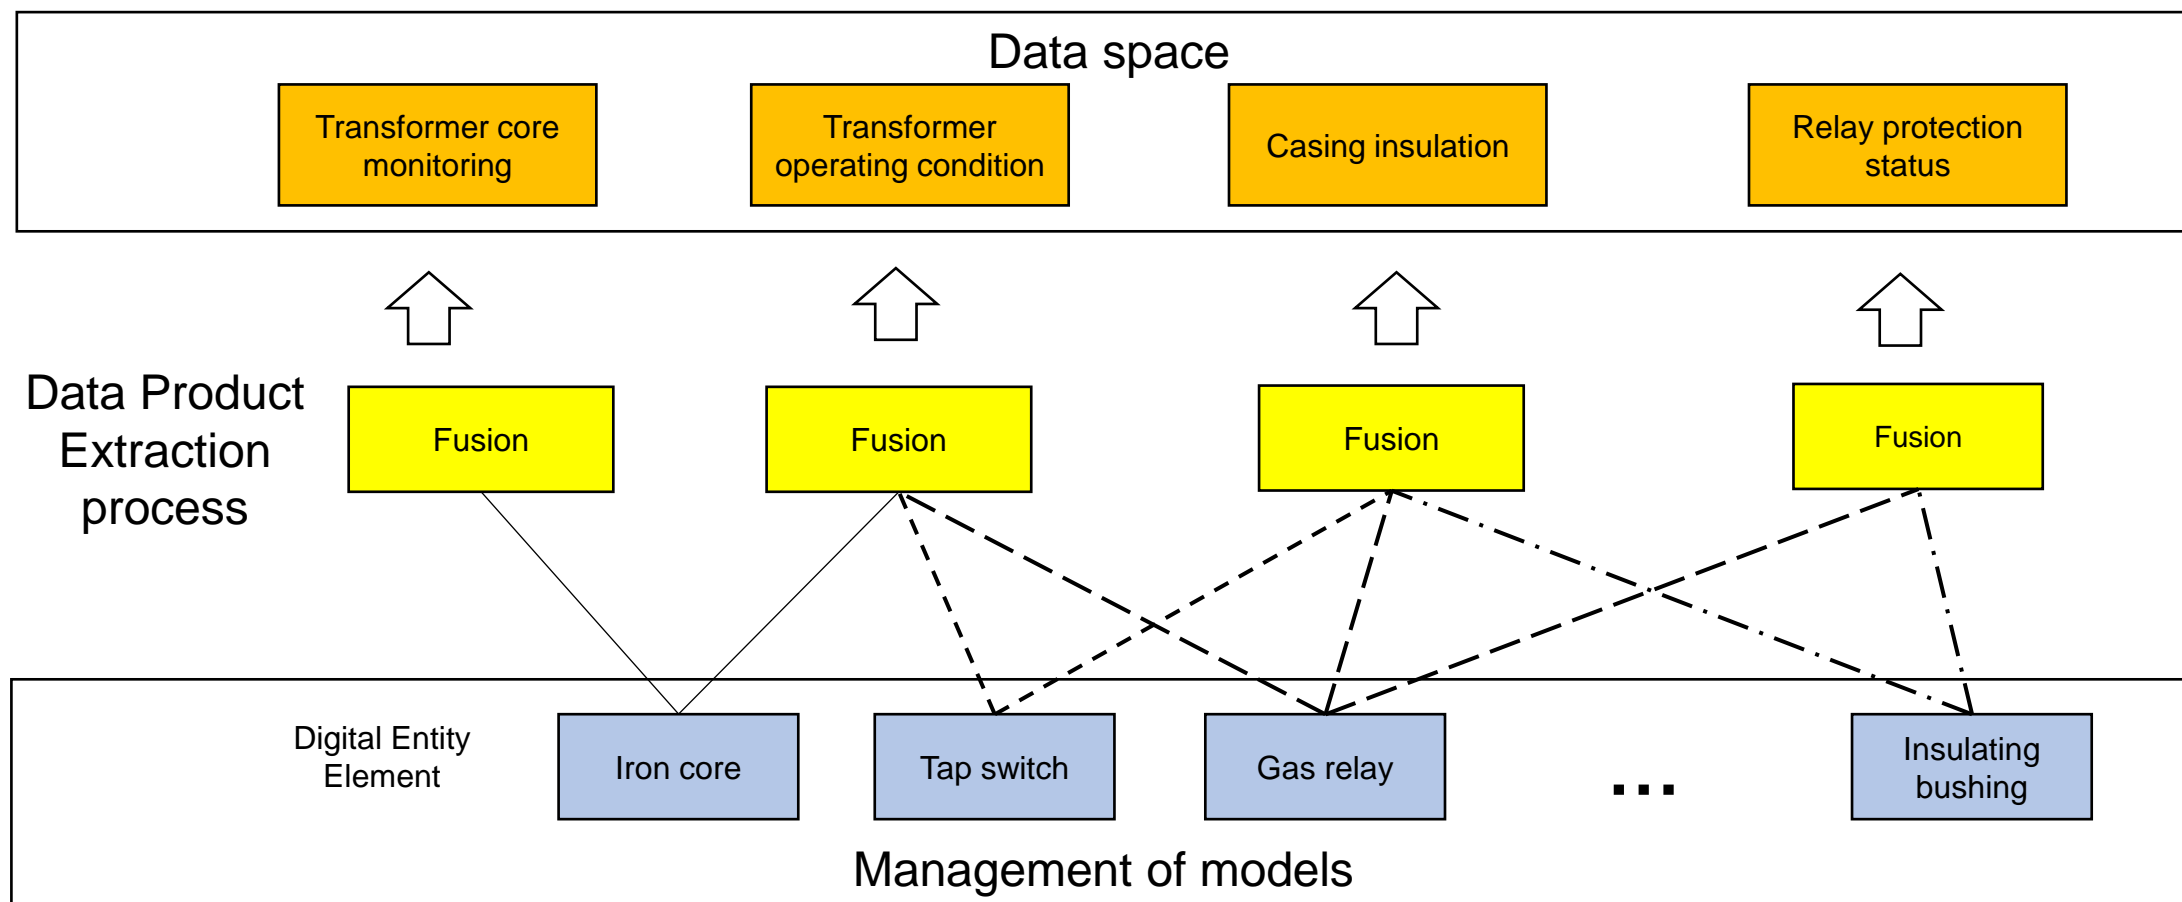 Data space
Transformer core
monitoring
Transformer
operating condition
Casing insulation
Relay protection
status
Data Product
Extraction
process
Fusion
Fusion
Fusion
Fusion
Digital Entity
Element
Iron core
Tap switch
Gas relay
...
Insulating
bushing
Management of models